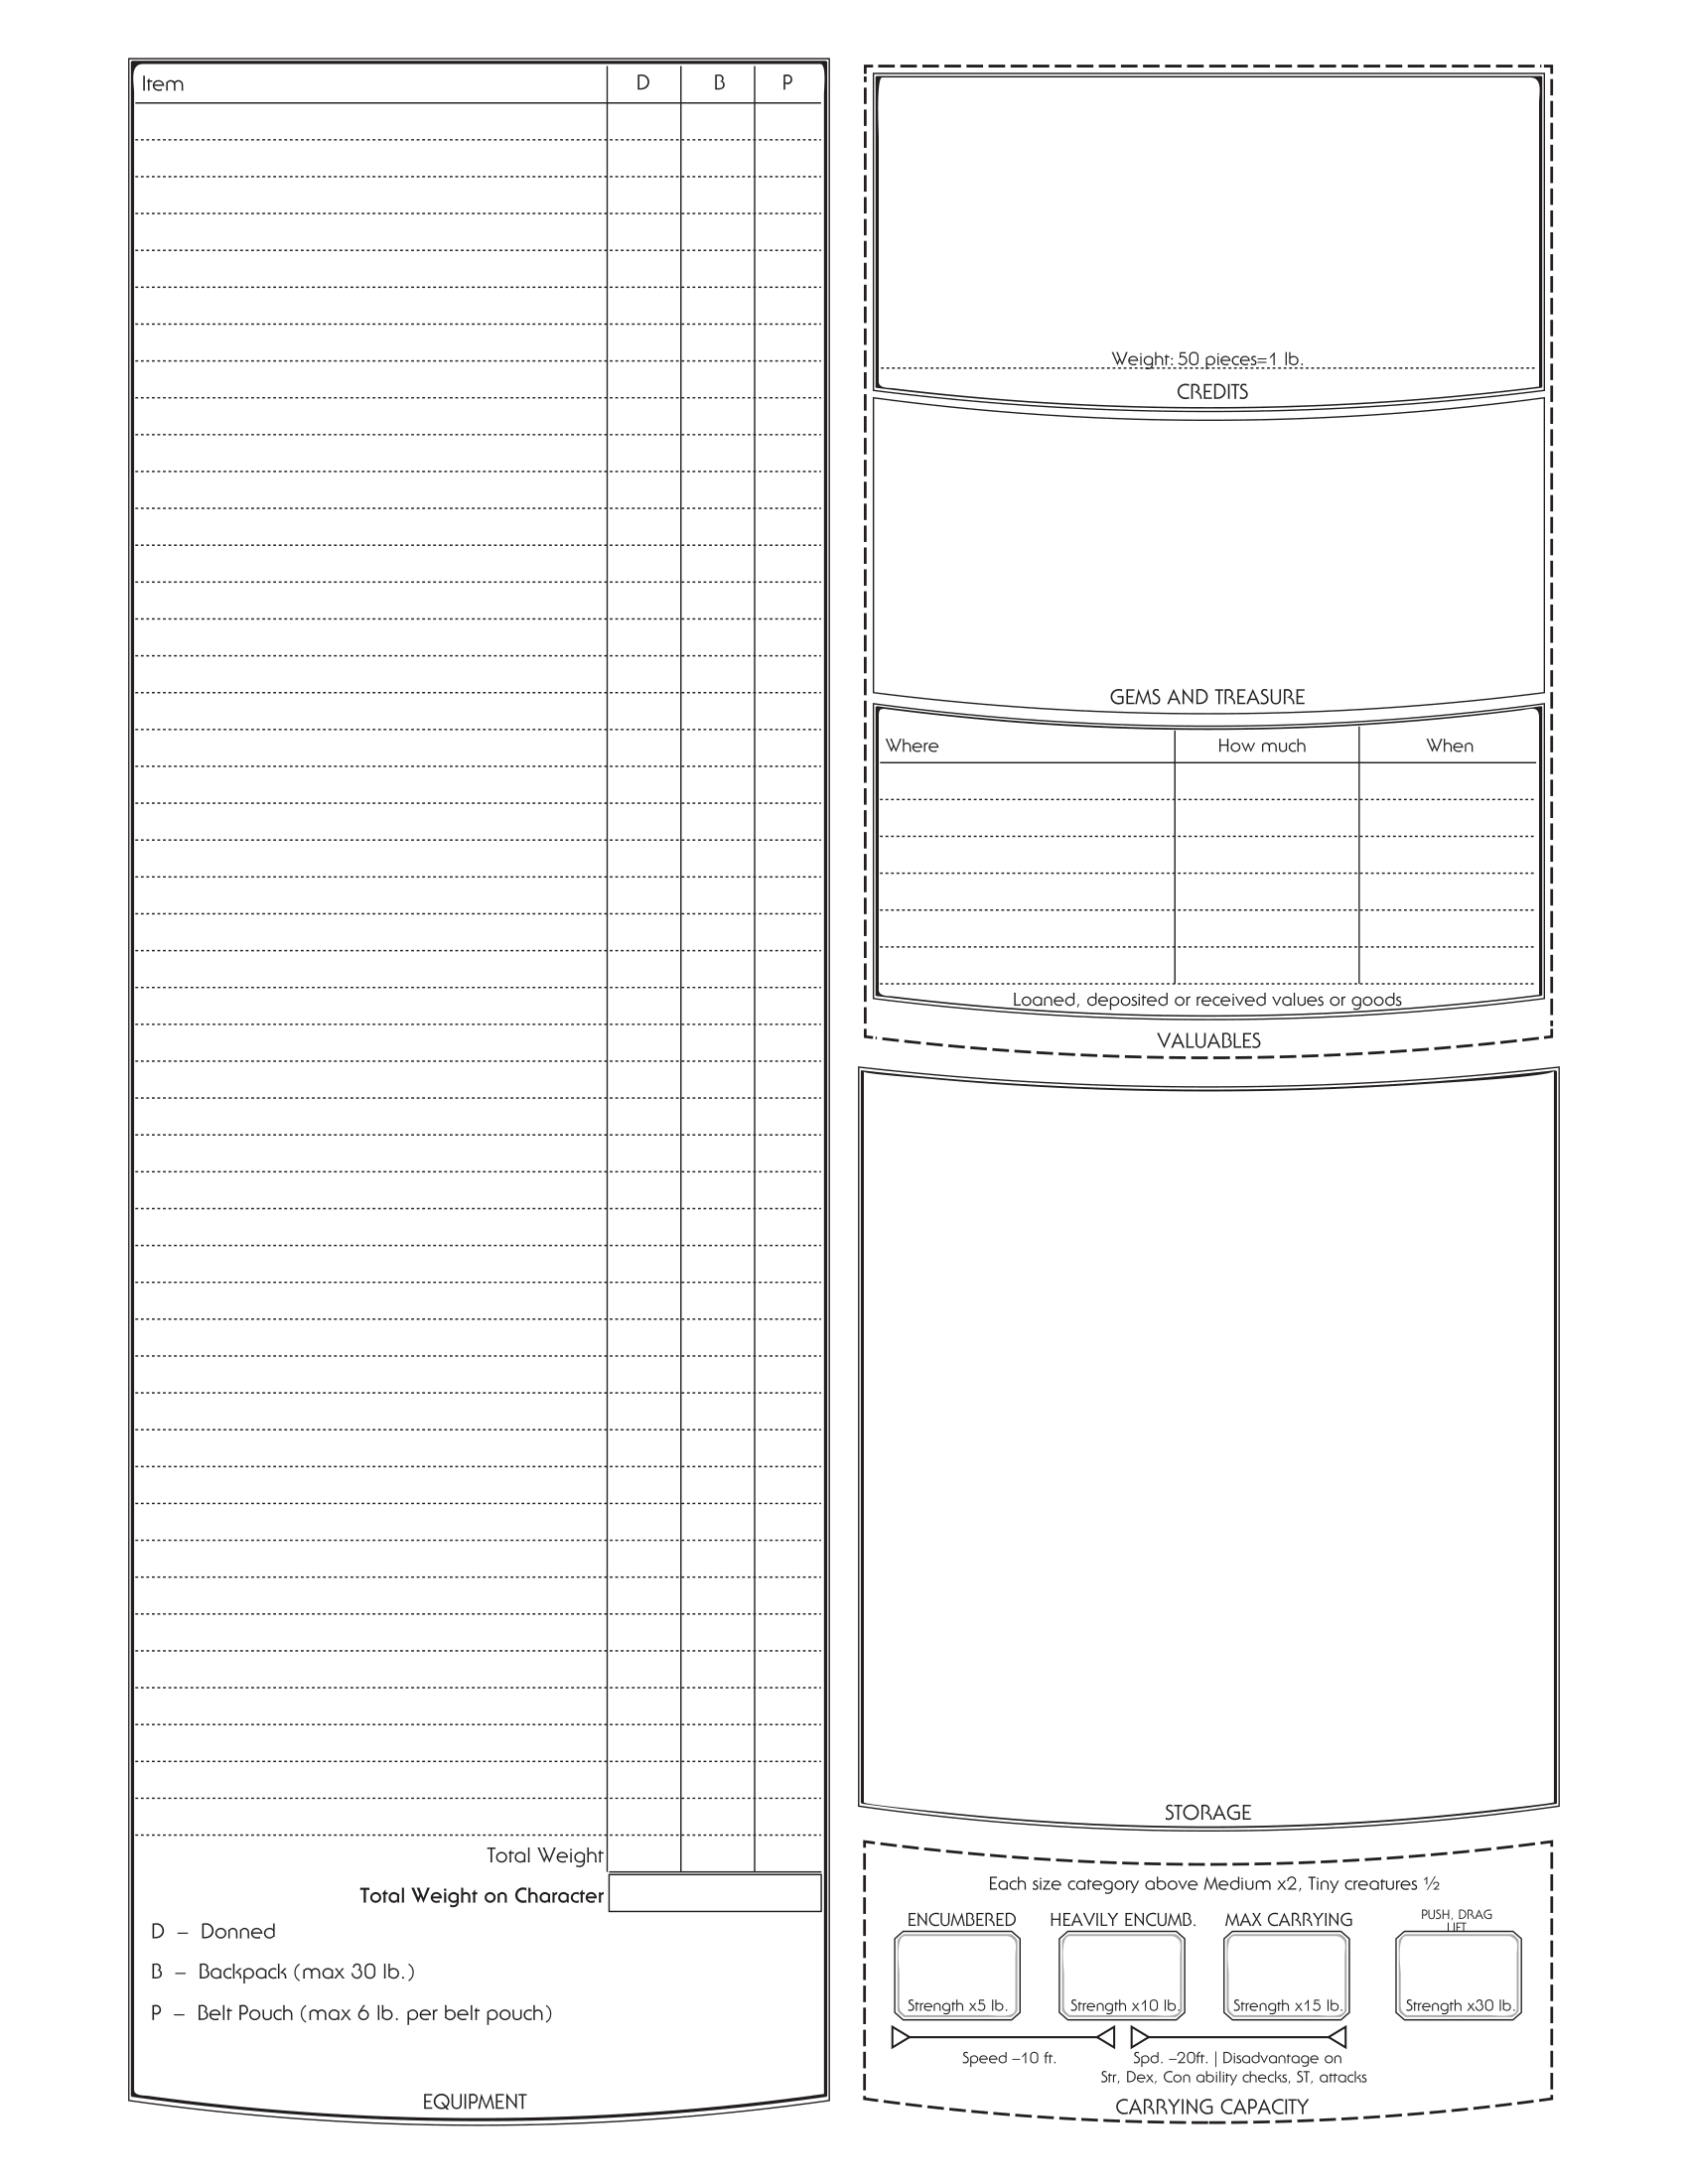 Item D B P
Total Weight
Total Weight on Character
D – Donned
B – Backpack (max 30 lb.)
P – Belt Pouch (max 6 lb. per belt pouch)
EQUIPMENT
Weight: 50 pieces=1 lb.
CREDITS
GEMS AND TREASURE
Where How much When
Loaned, deposited or received values or goods
VALUABLES
STORAGE
Each size category above Medium x2, Tiny creatures ½
ENCUMBERED HEAVILY ENCUMB. MAX CARRYING PUSH, DRAG
LIFT
Strength x5 lb. Strength x10 lb. Strength x15 lb. Strength x30 lb.
Speed –10 ft. Spd. –20ft. | Disadvantage on
Str, Dex, Con ability checks, ST, attacks
CARRYING CAPACITY